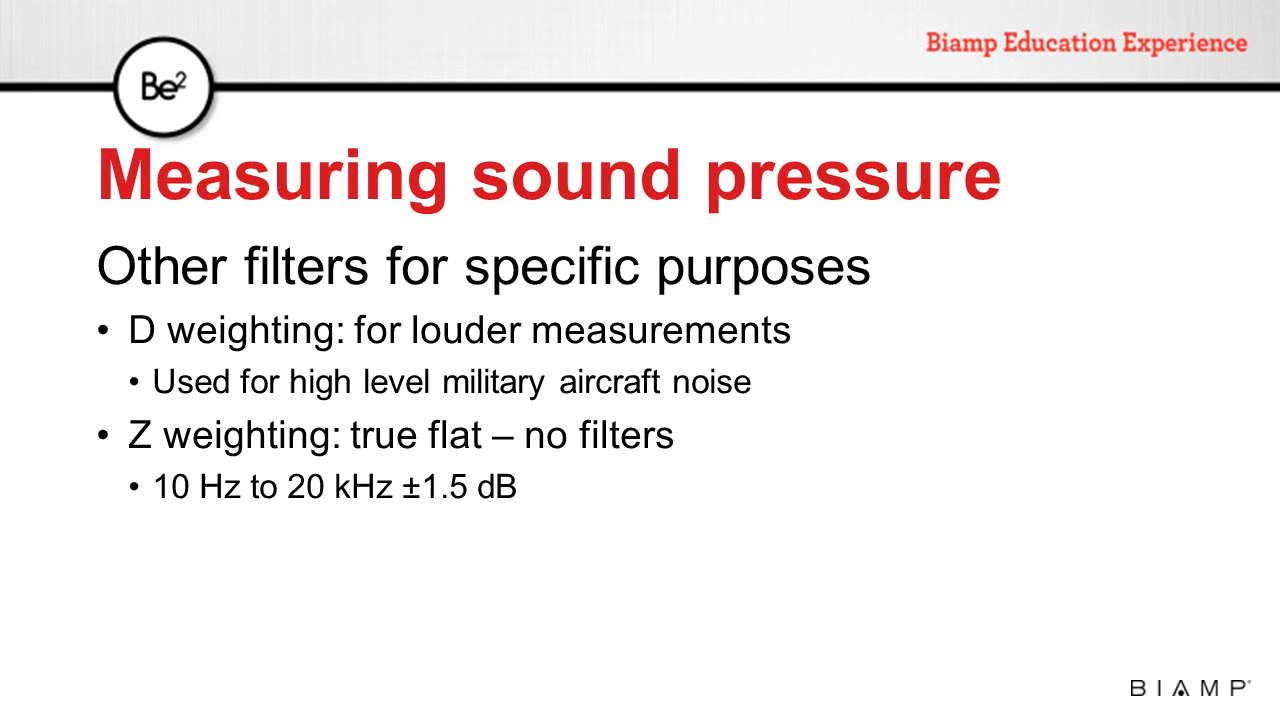 Biamp Education Experience
Be²
Measuring sound pressure
Other filters for specific purposes
• D weighting: for louder measurements
• Used for high level military aircraft noise
• Z weighting: true flat – no filters
• 10 Hz to 20 kHz ±1.5 dB
BIAMP